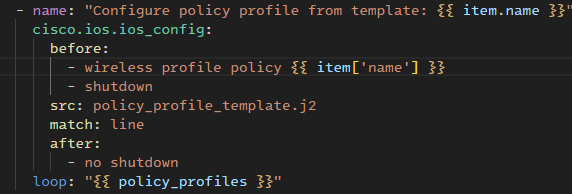 - name: "Configure policy profile from template: {{ item.name }}"
cisco.ios.ios_config:
before:
- wireless profile policy {{ item['name'] }}
- shutdown
src: policy_profile_template.j2
match: line
after:
- no shutdown
loop: "{{ policy_profiles }}"